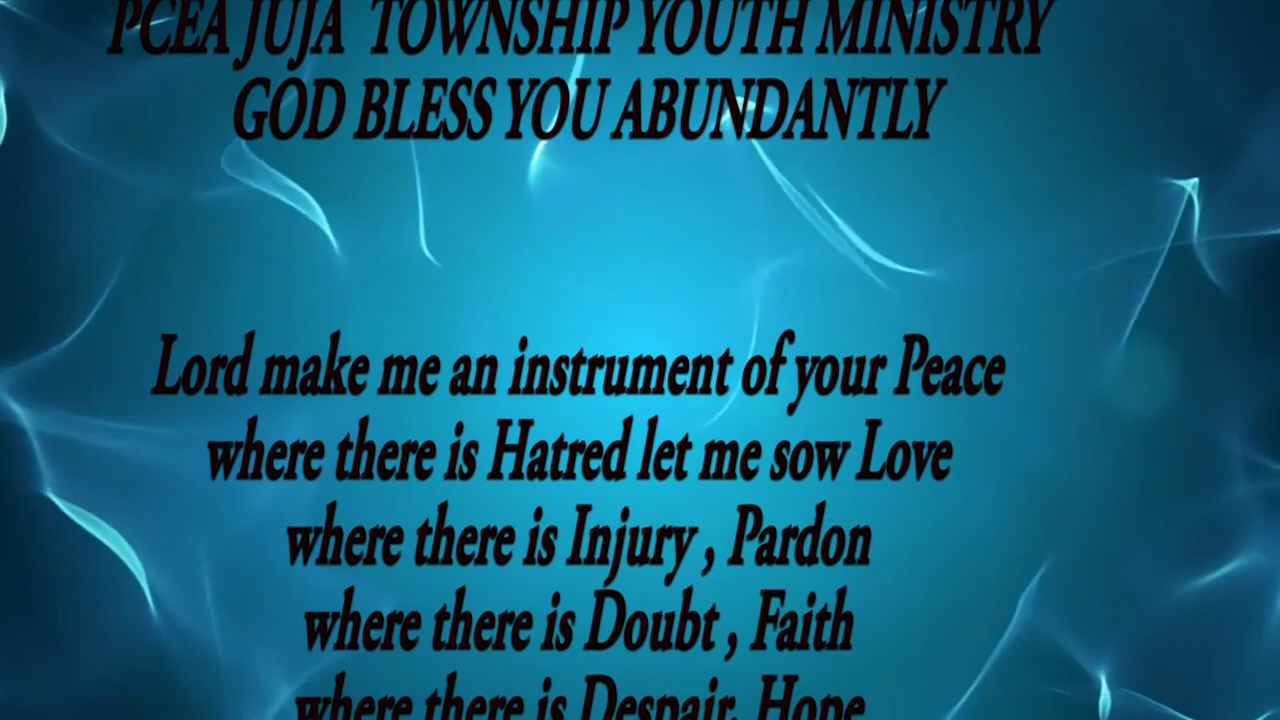 PCEA JUJA TOWNSHIP YOUTH MINISTRY
GOD BLESS YOU ABUNDANTLY
Lord make me an instrument of your Peace
where there is Hatred let me sow Love
where there is Injury , Pardon
where there is Doubt , Faith
where there is Despair, Hope